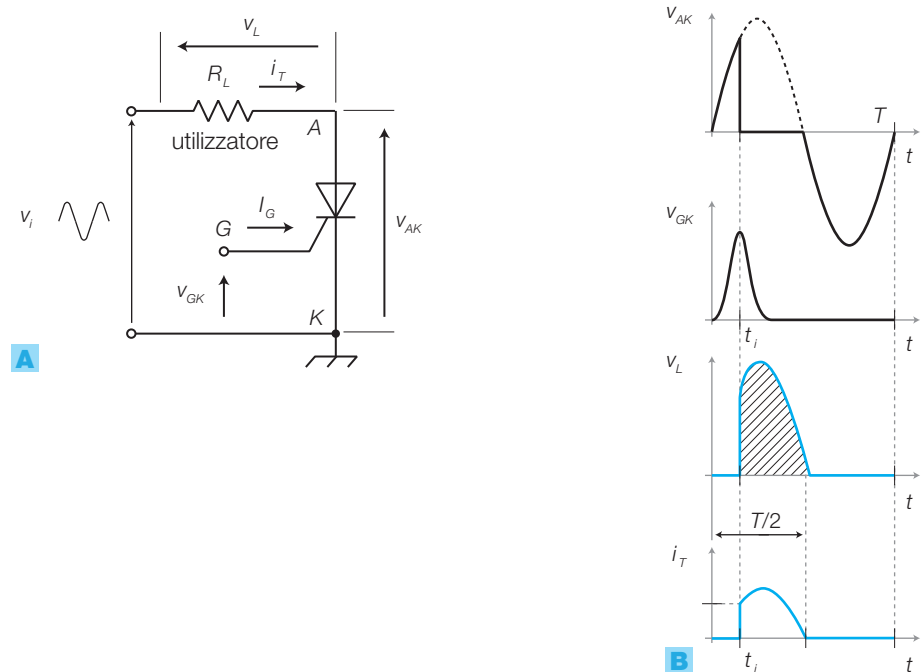 v_L
R_L
i_T
A
utilizzatore
v_i
I_G
G
v_AK
v_GK
K
A
v_AK
T
t
v_GK
t_i
t
v_L
t
T/2
i_T
t_i
t
B